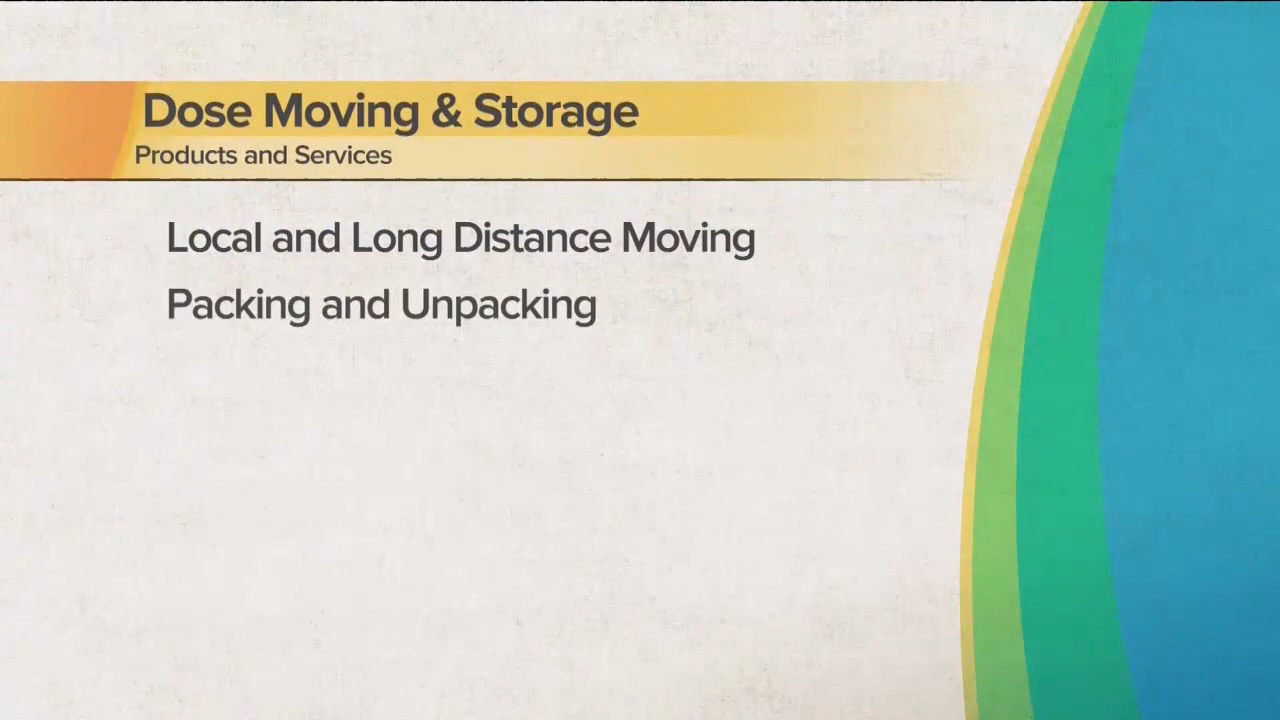 Dose Moving & Storage
Products and Services
Local and Long Distance Moving
Packing and Unpacking